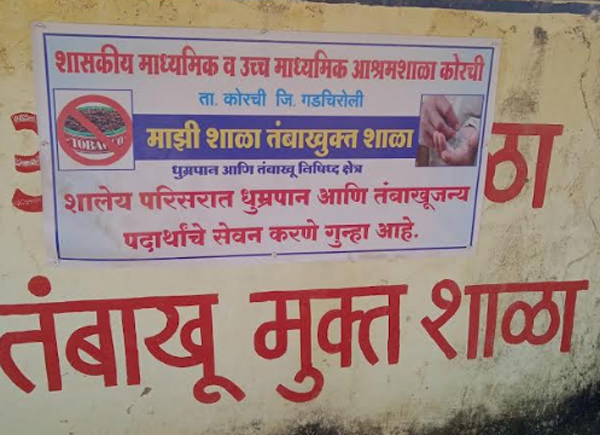 शासकीय माध्यमिक व उच्च माध्यमिक आश्रमशाळा कोरची
ता. कोरची जि. गडचिरोली
TOBACCO
माझी शाळा तंबाखुक्त शाळा
धुम्रपान आणि तंबाखू निषिध्द क्षेत्र
शालेय परिसरात धुम्रपान आणि तंबाखूजन्य
पदार्थांचे सेवन करणे गुन्हा आहे.
तंबाखू मुक्त शाळा